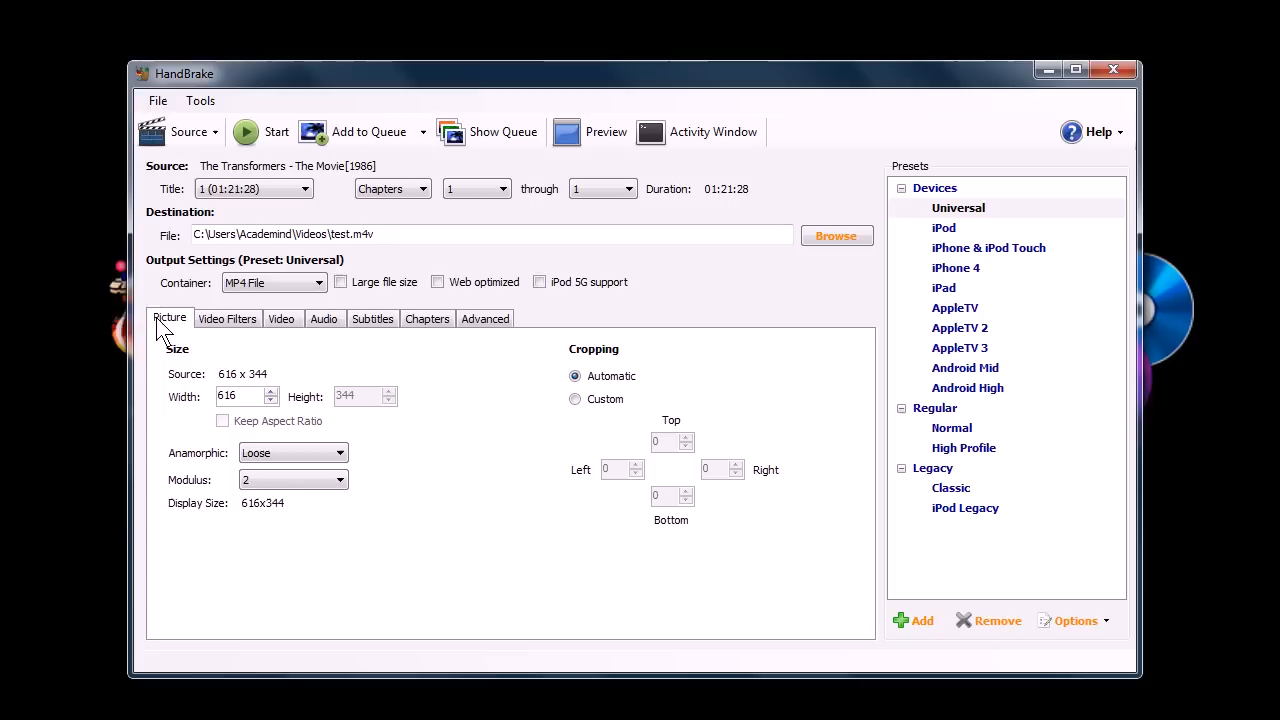 HandBrake
File Tools
Source Start Add to Queue Show Queue Preview Activity Window Help
Source: The Transformers - The Movie[1986]
Title: 1 (01:21:28) Chapters 1 through 1 Duration: 01:21:28
Destination:
File: C:\Users\Academind\Videos\test.m4v Browse
Output Settings (Preset: Universal)
Container: MP4 File Large file size Web optimized iPod 5G support
Picture Video Filters Video Audio Subtitles Chapters Advanced
Size
Source: 616 x 344
Width: 616 Height: 344
Keep Aspect Ratio
Anamorphic: Loose
Modulus: 2
Display Size: 616x344
Cropping
Automatic
Custom
Top
0
Left 0 0 Right
0
Bottom
Presets
Devices
Universal
iPod
iPhone & iPod Touch
iPhone 4
iPad
AppleTV
AppleTV 2
AppleTV 3
Android Mid
Android High
Regular
Normal
High Profile
Legacy
Classic
iPod Legacy
Add Remove Options